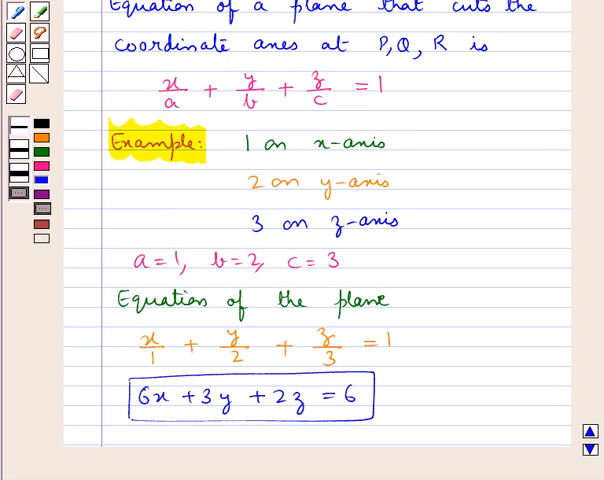 Equation of a plane that cuts the
coordinate axes at P,Q, R is
x/a + y/b + z/c = 1
Example: 1 on x-axis
2 on y-axis
3 on z-axis
a=1, b=2, c=3
Equation of the plane
x/1 + y/2 + z/3 = 1
6x + 3y + 2z = 6